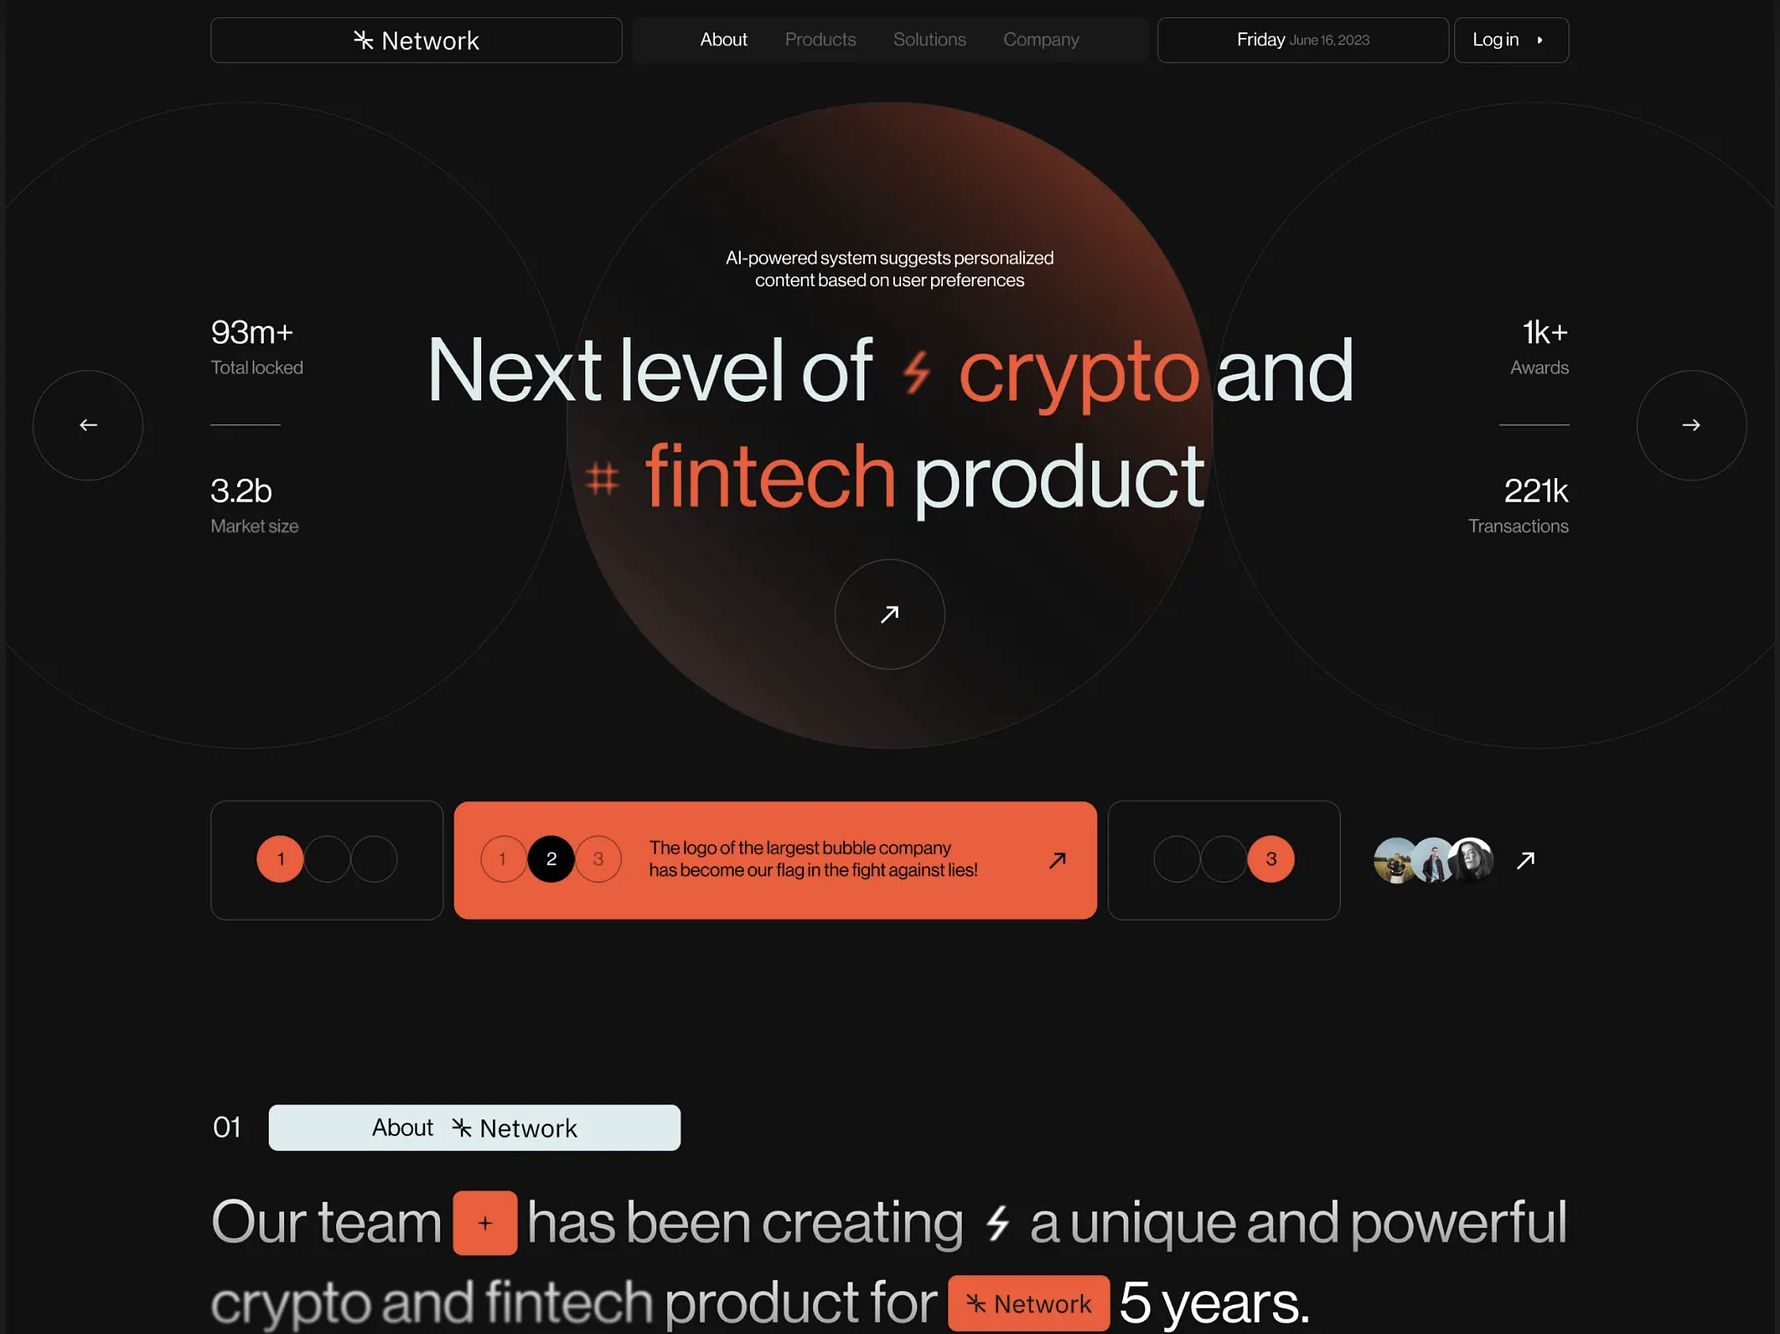 Network
About Products Solutions Company
Friday June 16, 2023
Log in
AI-powered system suggests personalized
content based on user preferences
Next level of crypto and
# fintech product
93m+
Total locked
3.2b
Market size
1k+
Awards
221k
Transactions
1
1 2 3
The logo of the largest bubble company
has become our flag in the fight against lies!
3
01
About Network
Our team + has been creating a unique and powerful
crypto and fintech product for Network 5 years.